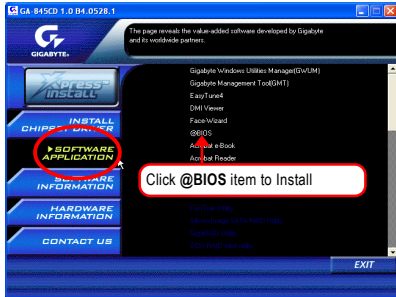 GA-845CD 1.0 B4.0528.1
GIGABYTE
The page reveals the value-added software developed by Gigabyte
and its worldwide partners.
Xpress™
INSTALL
INSTALL
CHIPSET DRIVER
SOFTWARE
APPLICATION
SOFTWARE
INFORMATION
HARDWARE
INFORMATION
CONTACT US
Gigabyte Windows Utilities Manager(GWUM)
Gigabyte Management Tool(GMT)
EasyTune4
DMI Viewer
Face-Wizard
@BIOS
Acrobat e-Book
Acrobat Reader
Click @BIOS item to Install
EXIT